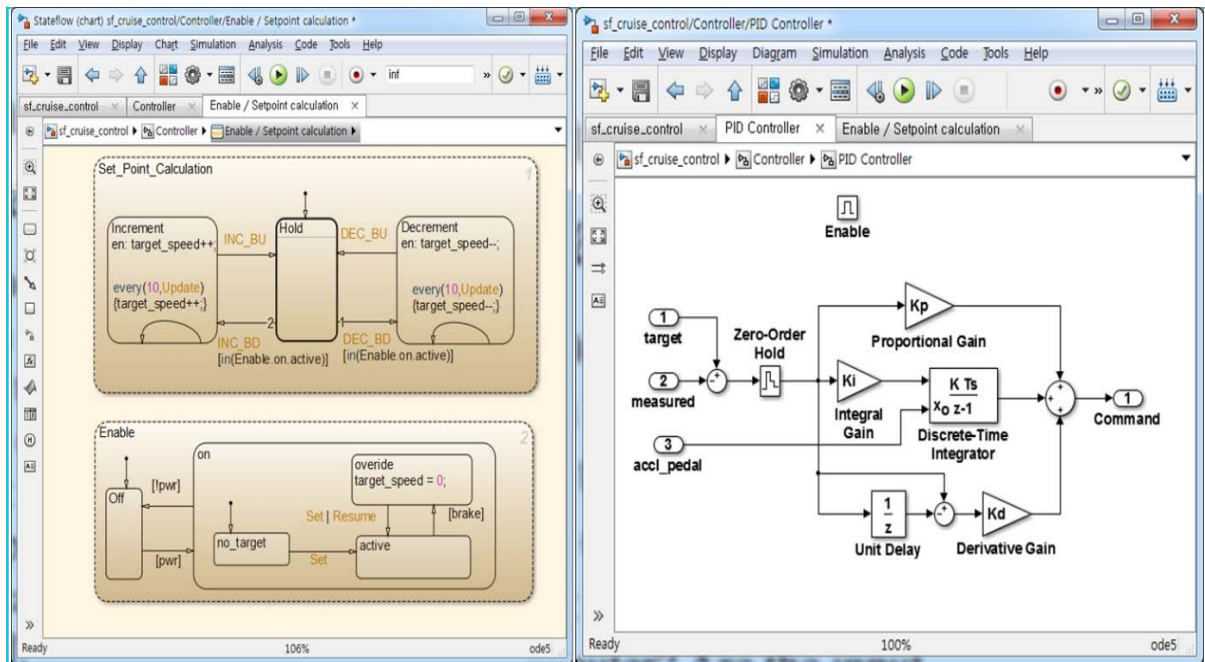 Stateflow (chart) sf_cruise_control/Controller/Enable / Setpoint calculation *
File Edit View Display Chart Simulation Analysis Code Tools Help
inf
»
sf_cruise_control × Controller × Enable / Setpoint calculation ×
sf_cruise_control Controller Enable / Setpoint calculation
Set_Point_Calculation
1
Increment
en: target_speed++;
every(10,Update)
{target_speed++;}
INC_BU
Hold
DEC_BU
Decrement
en: target_speed--;
every(10,Update)
{target_speed--;}
2
INC_BD
[in(Enable.on.active)]
1
DEC_BD
[in(Enable.on.active)]
Enable
2
on
Off
[!pwr]
[pwr]
no_target
Set
overide
target_speed = 0;
Set | Resume
[brake]
active
»
Ready 106% ode5
sf_cruise_control/Controller/PID Controller *
File Edit View Display Diagram Simulation Analysis Code Tools Help
»
sf_cruise_control × PID Controller × Enable / Setpoint calculation ×
sf_cruise_control Controller PID Controller
Enable
1
target
2
measured
3
accl_pedal
Zero-Order
Hold
Kp
Proportional Gain
Ki
Integral
Gain
K Ts
xo z-1
Discrete-Time
Integrator
1
z
Unit Delay
Kd
Derivative Gain
1
Command
»
Ready 100% ode5